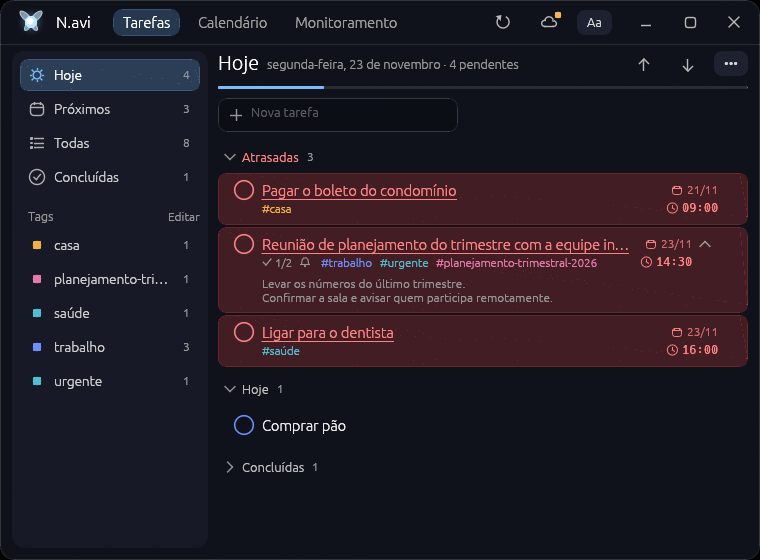 N.avi
Tarefas
Calendário
Monitoramento
Aa
Hoje 4
Próximos 3
Todas 8
Concluídas 1
Tags Editar
casa 1
planejamento-tri... 1
saúde 1
trabalho 3
urgente 1
Hoje segunda-feira, 23 de novembro · 4 pendentes
Nova tarefa
Atrasadas 3
Pagar o boleto do condomínio 21/11
#casa 09:00
Reunião de planejamento do trimestre com a equipe in... 23/11
1/2 #trabalho #urgente #planejamento-trimestral-2026 14:30
Levar os números do último trimestre.
Confirmar a sala e avisar quem participa remotamente.
Ligar para o dentista 23/11
#saúde 16:00
Hoje 1
Comprar pão
Concluídas 1